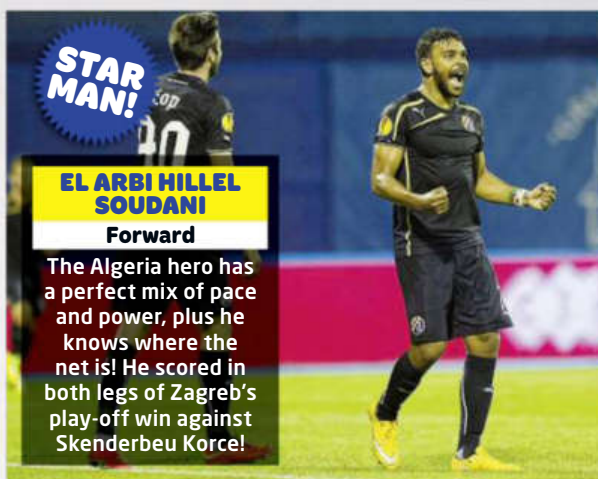 STAR
MAN!
90
EL ARBI HILLEL
SOUDANI
Forward
The Algeria hero has
a perfect mix of pace
and power, plus he
knows where the
net is! He scored in
both legs of Zagreb's
play-off win against
Skenderbeu Korce!